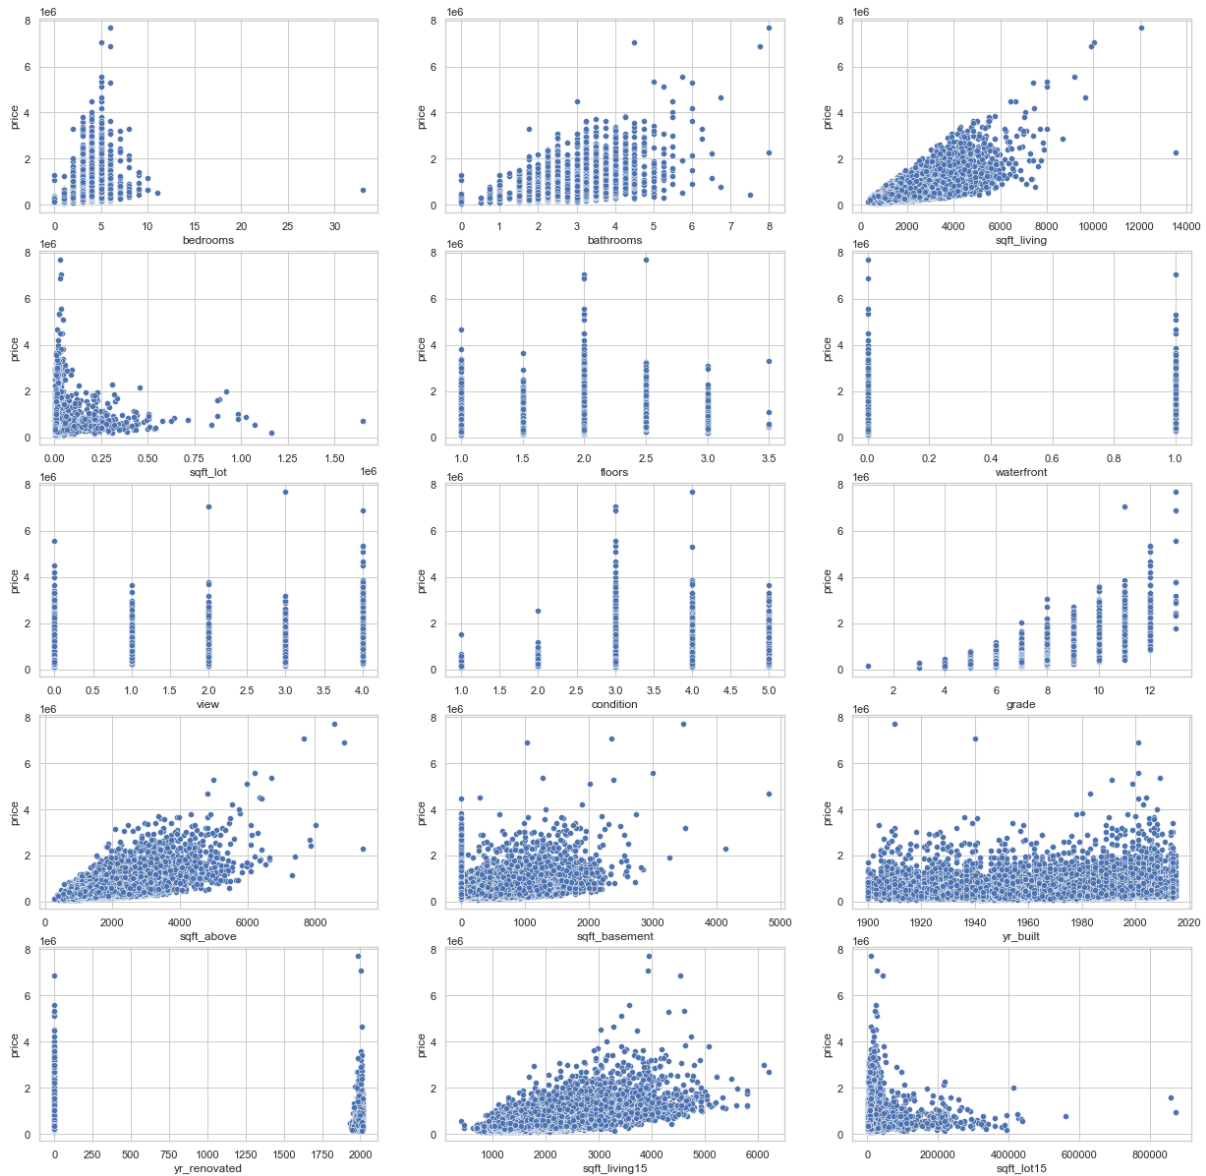 1e6 1e6 1e6
8 8 8
6 6 6
price price price
4 4 4
2 2 2
0 0 0
0 5 10 15 20 25 30 0 1 2 3 4 5 6 7 8 0 2000 4000 6000 8000 10000 12000 14000
bedrooms bathrooms sqft_living
1e6 1e6 1e6
8 8 8
6 6 6
price price price
4 4 4
2 2 2
0 0 0
0.00 0.25 0.50 0.75 1.00 1.25 1.50 1.0 1.5 2.0 2.5 3.0 3.5 0.0 0.2 0.4 0.6 0.8 1.0
sqft_lot 1e6 floors waterfront
1e6 1e6 1e6
8 8 8
6 6 6
price price price
4 4 4
2 2 2
0 0 0
0.0 0.5 1.0 1.5 2.0 2.5 3.0 3.5 4.0 1.0 1.5 2.0 2.5 3.0 3.5 4.0 4.5 5.0 2 4 6 8 10 12
view condition grade
1e6 1e6 1e6
8 8 8
6 6 6
price price price
4 4 4
2 2 2
0 0 0
0 2000 4000 6000 8000 0 1000 2000 3000 4000 5000 1900 1920 1940 1960 1980 2000 2020
sqft_above sqft_basement yr_built
1e6 1e6 1e6
8 8 8
6 6 6
price price price
4 4 4
2 2 2
0 0 0
0 250 500 750 1000 1250 1500 1750 2000 1000 2000 3000 4000 5000 6000 0 200000 400000 600000 800000
yr_renovated sqft_living15 sqft_lot15